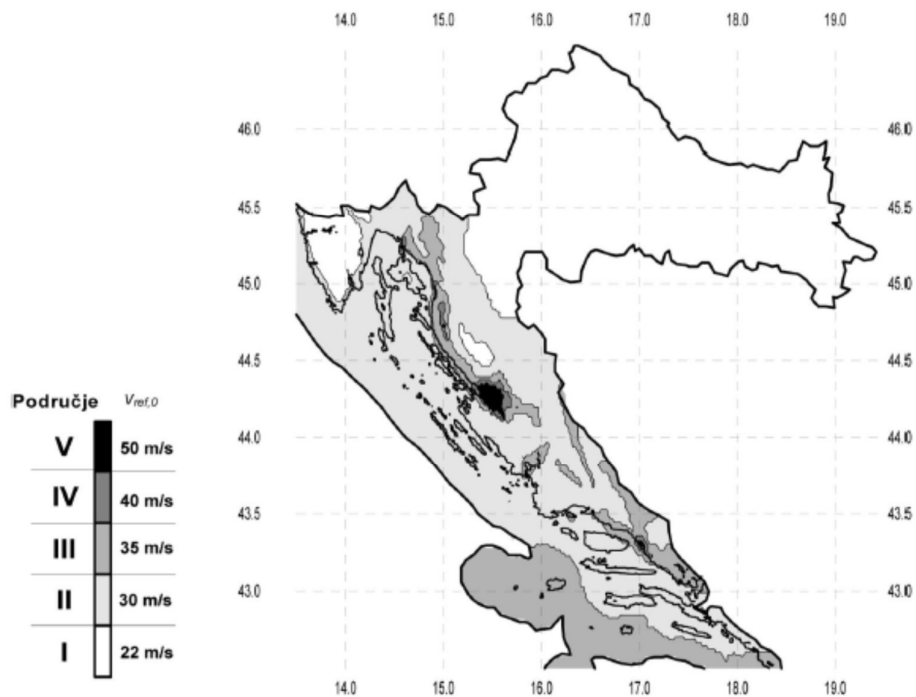 14.0 15.0 16.0 17.0 18.0 19.0
46.0 46.0
45.5 45.5
45.0 45.0
44.5 44.5
Područje Vref,0
44.0 44.0
V 50 m/s
IV 40 m/s
43.5 43.5
III 35 m/s
43.0 43.0
II 30 m/s
I 22 m/s
14.0 15.0 16.0 17.0 18.0 19.0